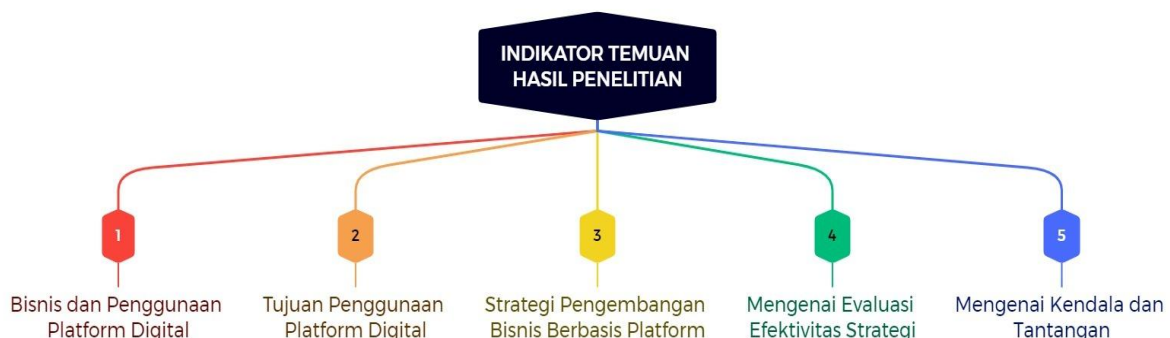 INDIKATOR TEMUAN
HASIL PENELITIAN
1
2
3
4
5
Bisnis dan Penggunaan
Platform Digital
Tujuan Penggunaan
Platform Digital
Strategi Pengembangan
Bisnis Berbasis Platform
Mengenai Evaluasi
Efektivitas Strategi
Mengenai Kendala dan
Tantangan